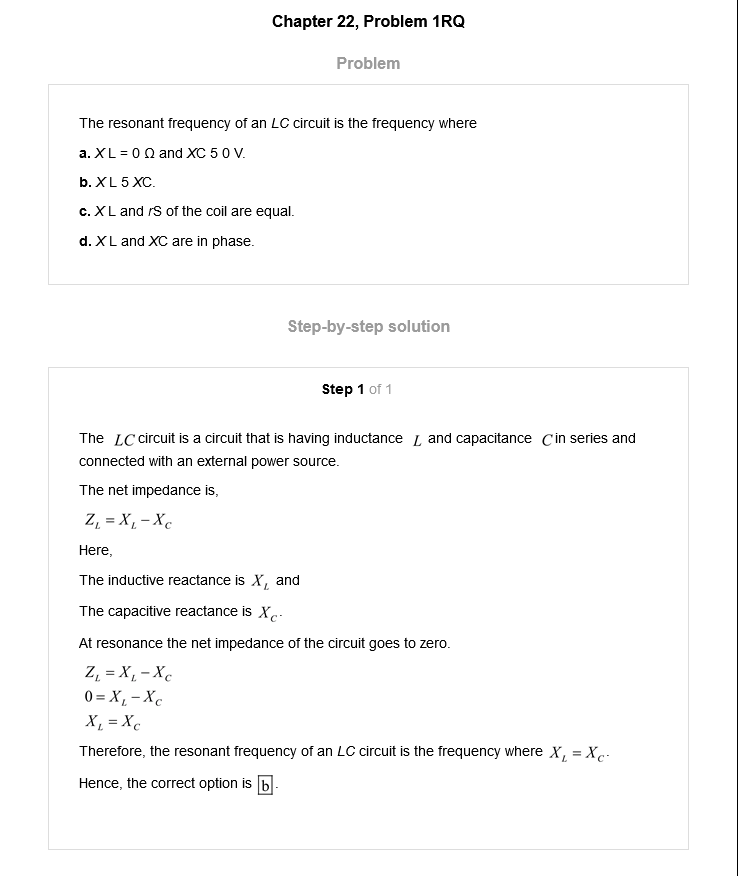 Chapter 22, Problem 1RQ
Problem
The resonant frequency of an LC circuit is the frequency where
a. X L = 0 Ω and XC 5 0 V.
b. X L 5 XC.
c. X L and rS of the coil are equal.
d. X L and XC are in phase.
Step-by-step solution
Step 1 of 1
The LC circuit is a circuit that is having inductance L and capacitance C in series and
connected with an external power source.
The net impedance is,
Z_L = X_L − X_C
Here,
The inductive reactance is X_L and
The capacitive reactance is X_C.
At resonance the net impedance of the circuit goes to zero.
Z_L = X_L − X_C
0 = X_L − X_C
X_L = X_C
Therefore, the resonant frequency of an LC circuit is the frequency where X_L = X_C.
Hence, the correct option is b.